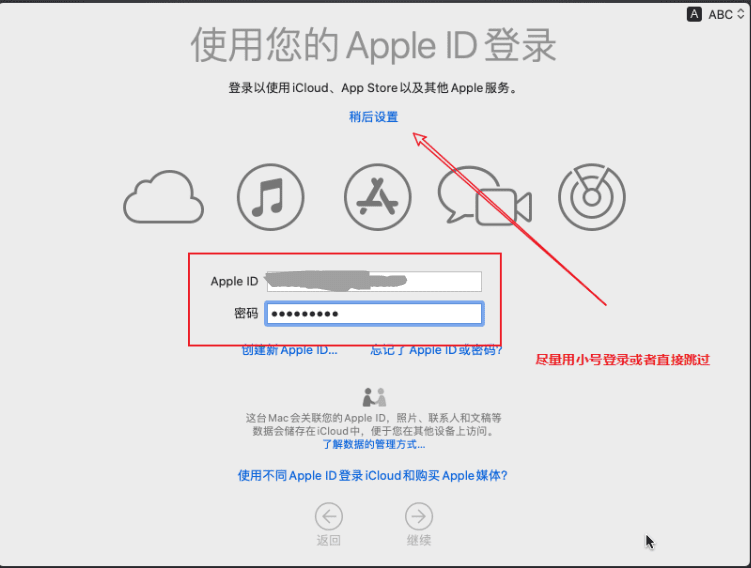 ABC
使用您的 Apple ID 登录
登录以使用 iCloud、App Store 以及其他 Apple 服务。
稍后设置
Apple ID
密码 •••••••••
创建新 Apple ID... 忘记了 Apple ID 或密码?
尽量用小号登录或者直接跳过
这台 Mac 会关联您的 Apple ID，照片、联系人和文稿等
数据会储存在 iCloud 中，便于您在其他设备上访问。
了解数据的管理方式...
使用不同 Apple ID 登录 iCloud 和购买 Apple 媒体?
返回 继续